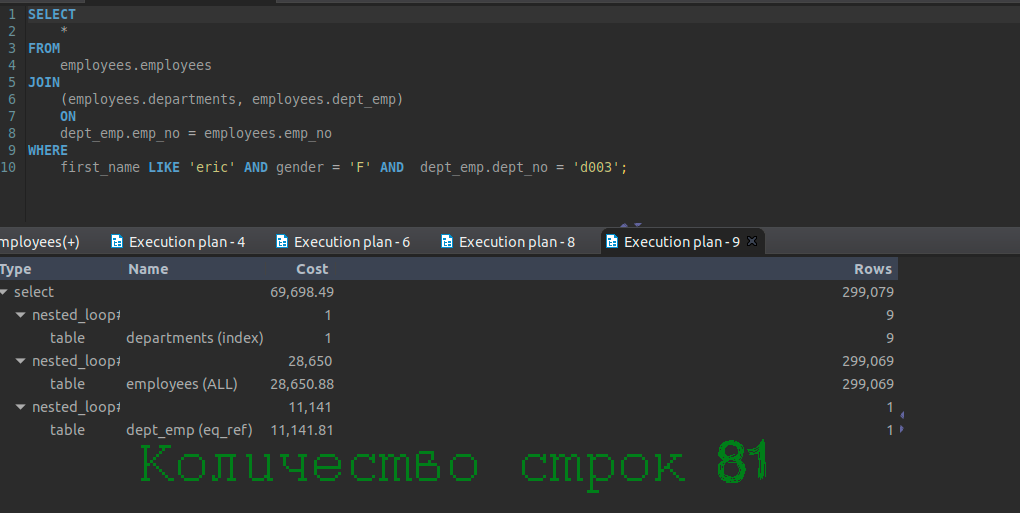 1 SELECT
2 *
3 FROM
4 employees.employees
5 JOIN
6 (employees.departments, employees.dept_emp)
7 ON
8 dept_emp.emp_no = employees.emp_no
9 WHERE
10 first_name LIKE 'eric' AND gender = 'F' AND dept_emp.dept_no = 'd003';
mployees(+) Execution plan - 4 Execution plan - 6 Execution plan - 8 Execution plan - 9
Type Name Cost Rows
select 69,698.49 299,079
nested_loop# 1 9
table departments (index) 1 9
nested_loop# 28,650 299,069
table employees (ALL) 28,650.88 299,069
nested_loop# 11,141 1
table dept_emp (eq_ref) 11,141.81 1
Количество строк 81